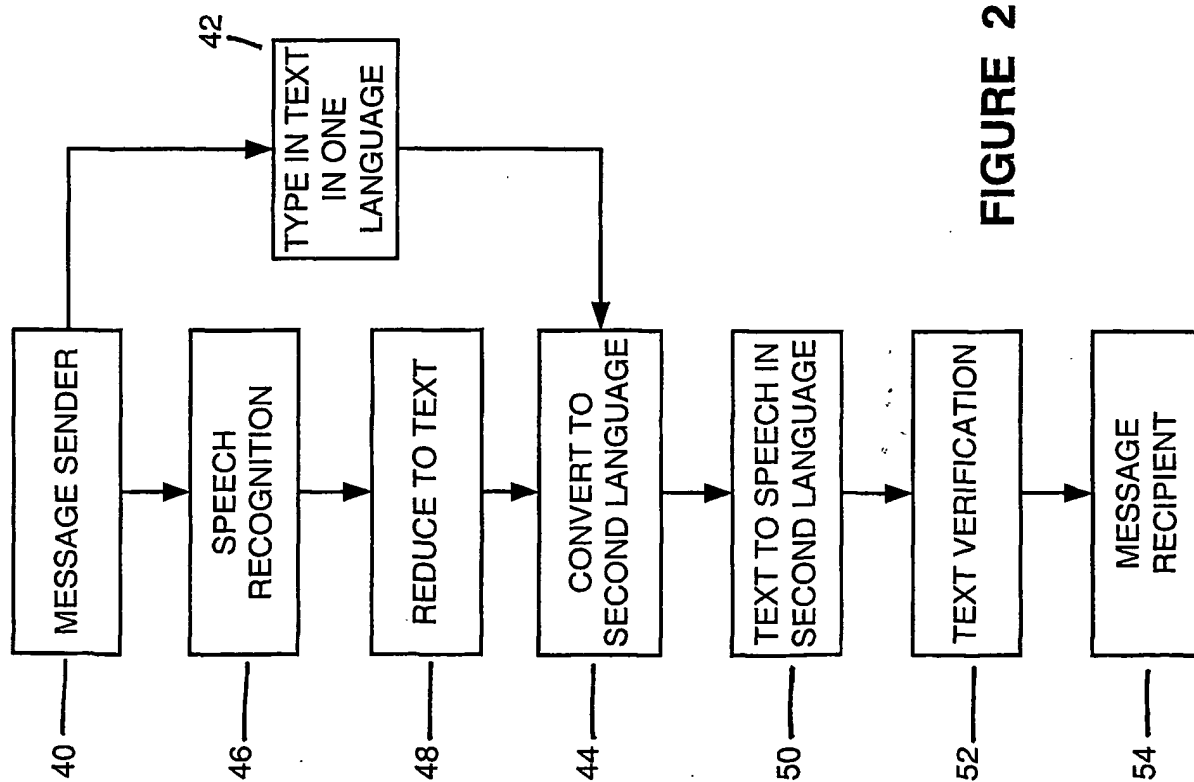 40
MESSAGE SENDER
42
TYPE IN TEXT
IN ONE
LANGUAGE
46
SPEECH
RECOGNITION
48
REDUCE TO TEXT
44
CONVERT TO
SECOND LANGUAGE
50
TEXT TO SPEECH IN
SECOND LANGUAGE
52
TEXT VERIFICATION
54
MESSAGE
RECIPIENT
FIGURE 2